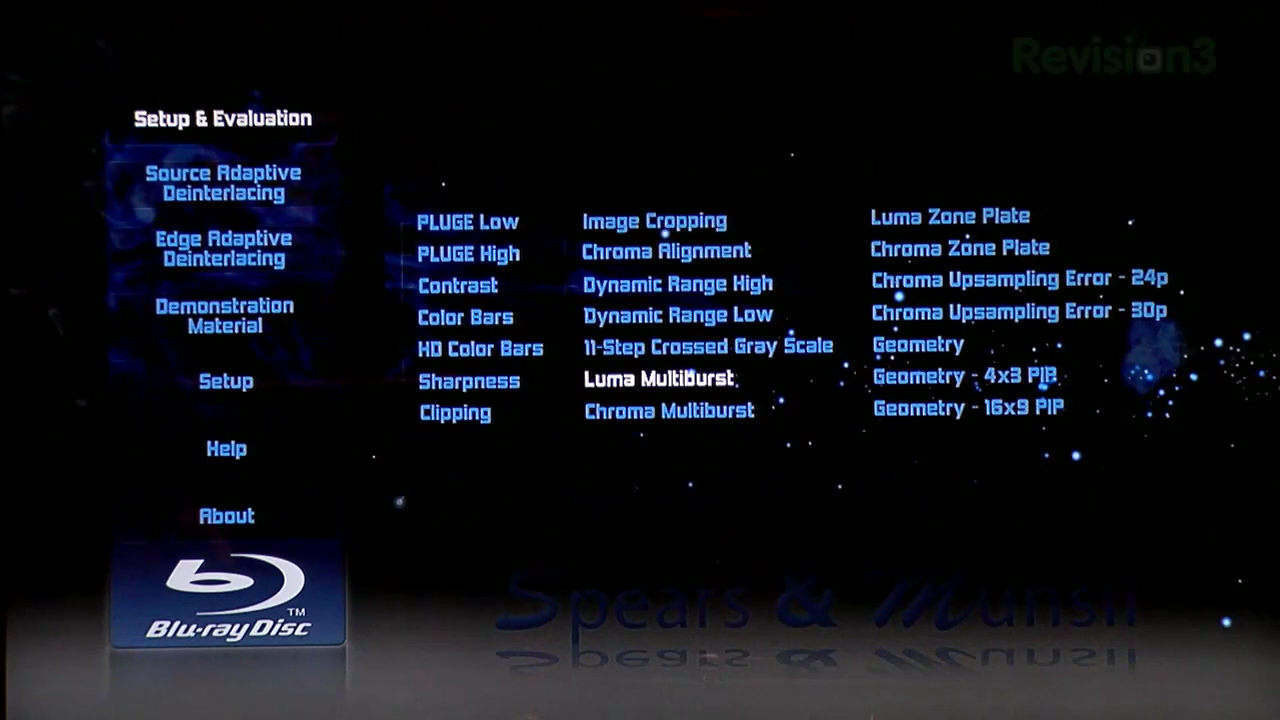 Revision3
Setup & Evaluation
Source Adaptive
Deinterlacing
Edge Adaptive
Deinterlacing
Demonstration
Material
Setup
Help
About
PLUGE Low
PLUGE High
Contrast
Color Bars
HD Color Bars
Sharpness
Clipping
Image Cropping
Chroma Alignment
Dynamic Range High
Dynamic Range Low
11-Step Crossed Gray Scale
Luma Multiburst
Chroma Multiburst
Luma Zone Plate
Chroma Zone Plate
Chroma Upsampling Error - 24p
Chroma Upsampling Error - 30p
Geometry
Geometry - 4x3 PIP
Geometry - 16x9 PIP
Blu-ray Disc
TM
Spears & Munsil